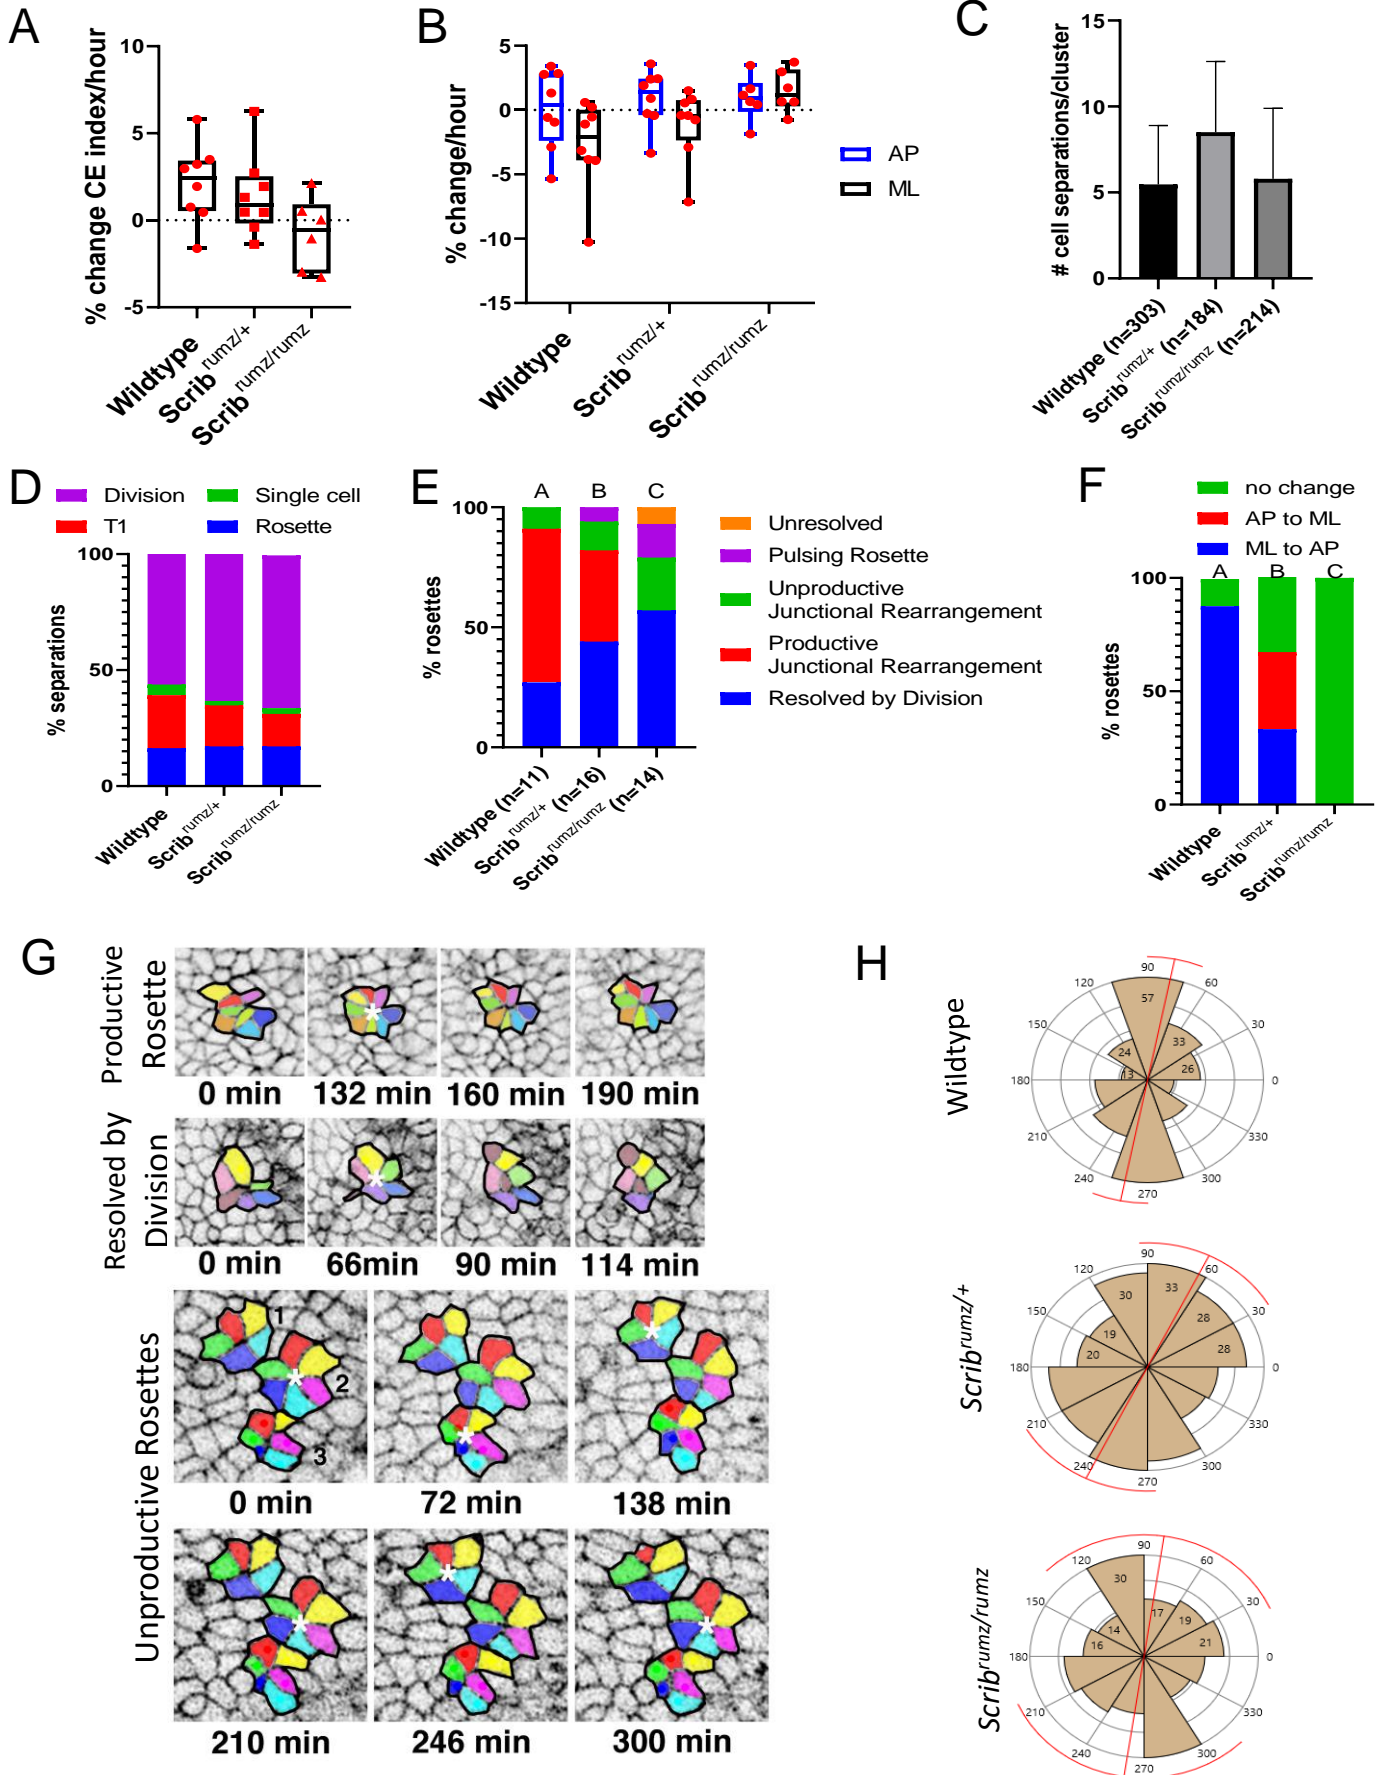 A
% change CE index/hour
10
5
0
-5
Wildtype
Scrib rumz/+
Scrib rumz/rumz
B
% change/hour
5
0
-5
-10
-15
Wildtype
Scrib rumz/+
Scrib rumz/rumz
AP
ML
C
# cell separations/cluster
15
10
5
0
Wildtype (n=303)
Scrib rumz/+ (n=184)
Scrib rumz/rumz (n=214)
D
Division
Single cell
T1
Rosette
% separations
100
50
0
Wildtype
Scrib rumz/+
Scrib rumz/rumz
E
A B C
% rosettes
100
50
0
Wildtype (n=11)
Scrib rumz/+ (n=16)
Scrib rumz/rumz (n=14)
Unresolved
Pulsing Rosette
Unproductive
Junctional Rearrangement
Productive
Junctional Rearrangement
Resolved by Division
F
no change
AP to ML
ML to AP
A B C
% rosettes
100
50
0
Wildtype
Scrib rumz/+
Scrib rumz/rumz
G
Productive
Rosette
0 min 132 min 160 min 190 min
Resolved by
Division
0 min 66min 90 min 114 min
Unproductive Rosettes
1
2
3
0 min 72 min 138 min
210 min 246 min 300 min
H
Wildtype
90
120 60
57
150 30
24 33
13 26
180 0
210 330
240 300
270
Scrib rumz/+
90
120 60
30 33
150 28 30
19
20 28
180 0
210 330
240 300
270
Scrib rumz/rumz
90
120 60
30
150 30
14 17 19
16 21
180 0
210 330
240 300
270